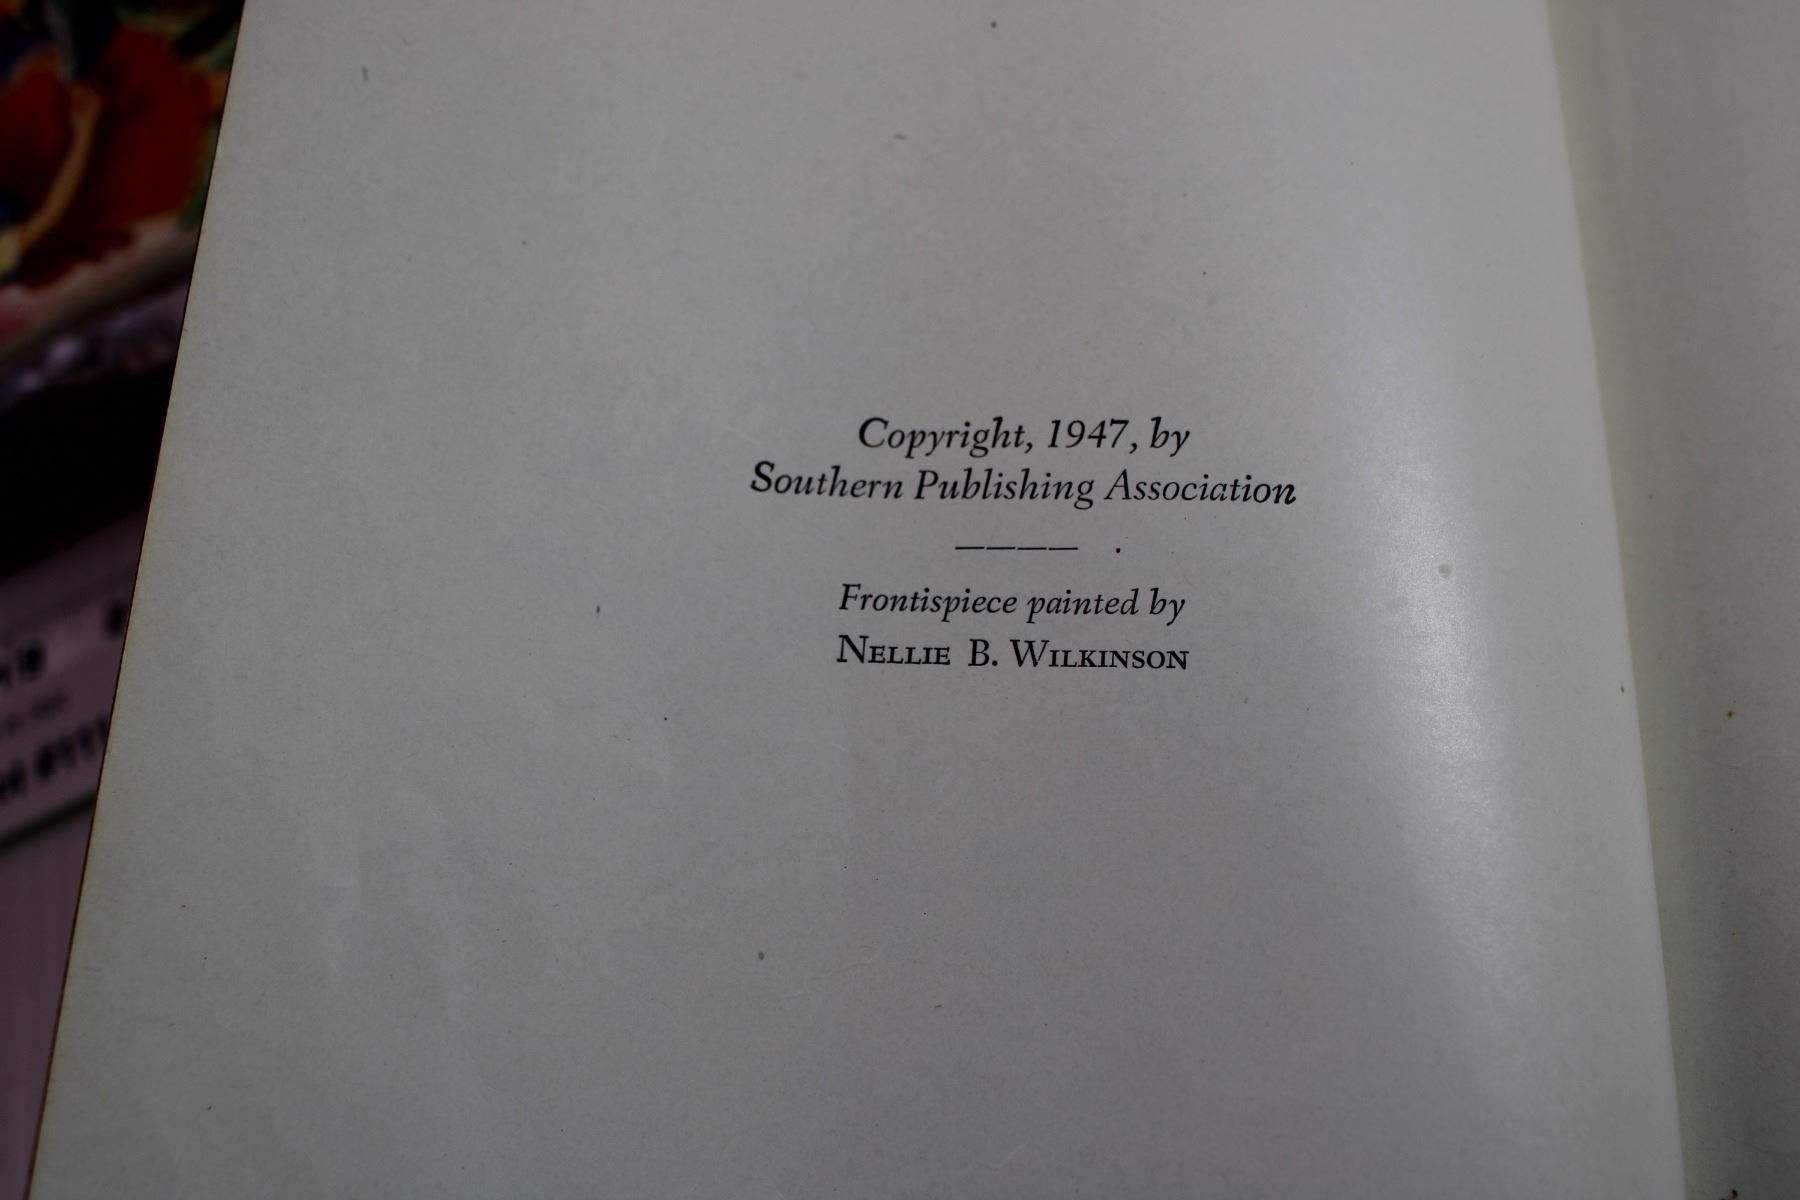 Copyright, 1947, by
Southern Publishing Association
Frontispiece painted by
NELLIE B. WILKINSON